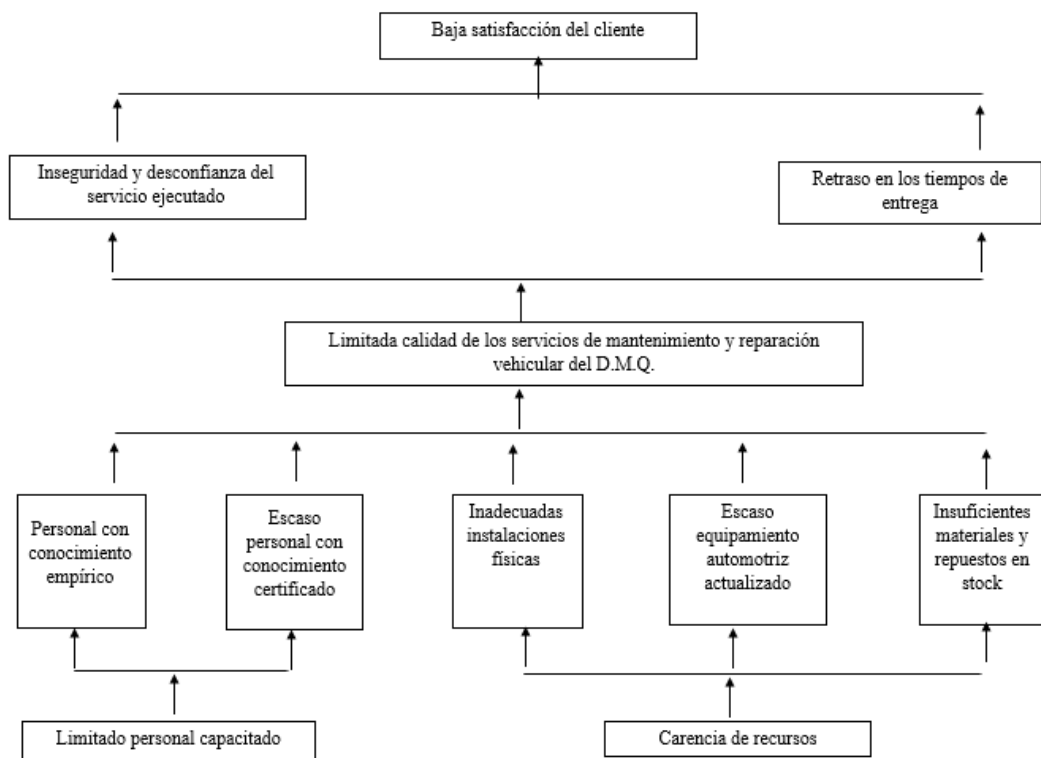 Baja satisfacción del cliente
Inseguridad y desconfianza del
servicio ejecutado
Retraso en los tiempos de
entrega
Limitada calidad de los servicios de mantenimiento y reparación
vehicular del D.M.Q.
Personal con
conocimiento
empírico
Escaso
personal con
conocimiento
certificado
Inadecuadas
instalaciones
físicas
Escaso
equipamiento
automotriz
actualizado
Insuficientes
materiales y
repuestos en
stock
Limitado personal capacitado
Carencia de recursos